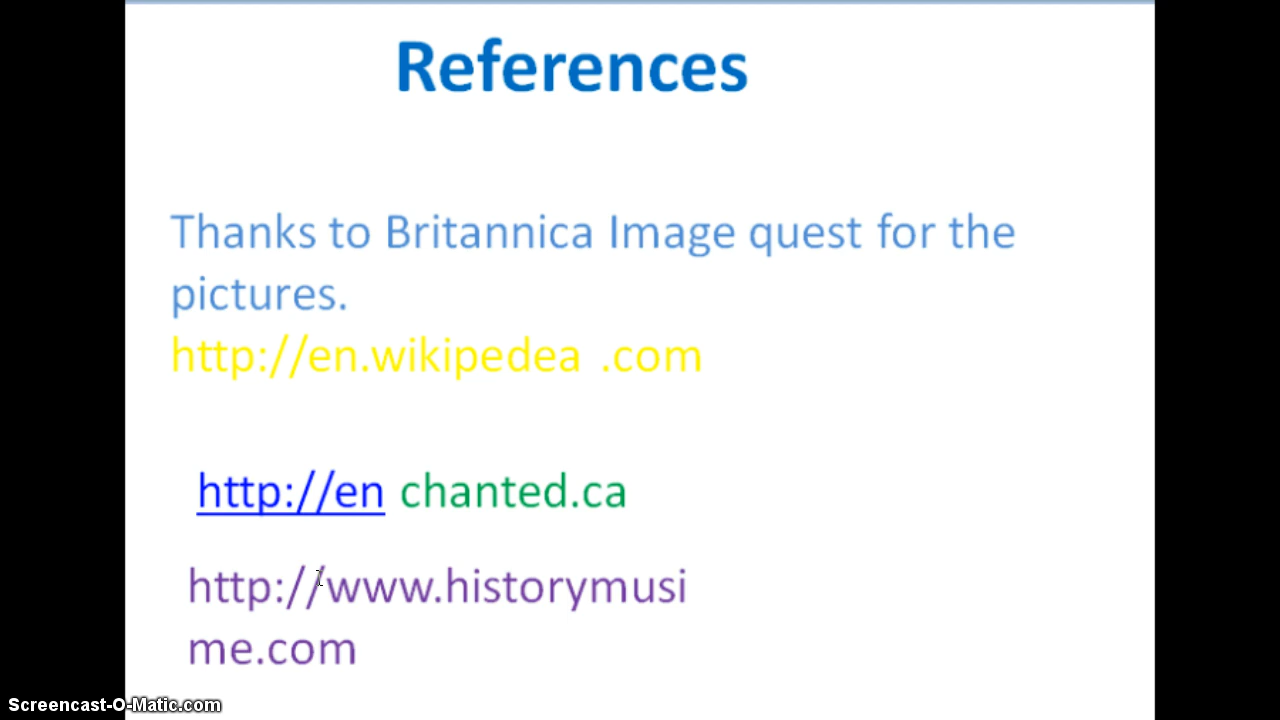 References
Thanks to Britannica Image quest for the
pictures.
http://en.wikipedea .com
http://en chanted.ca
http://www.historymusi
me.com
Screencast-O-Matic.com